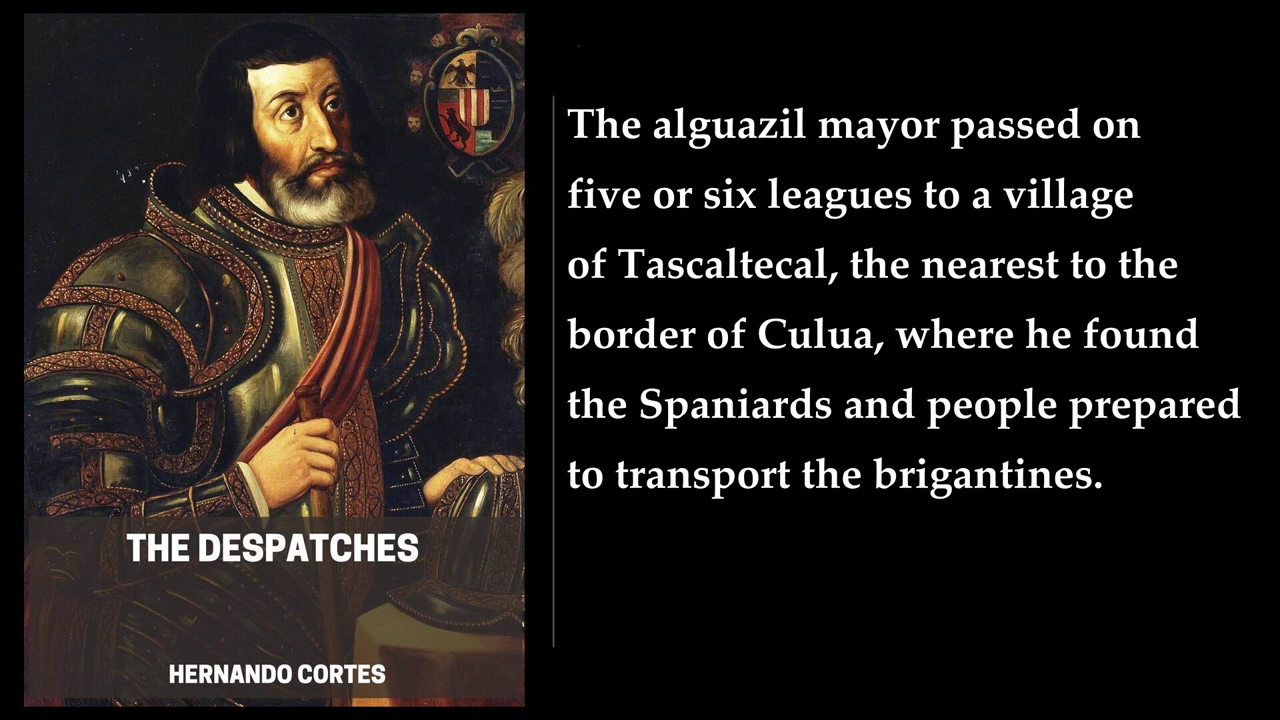 THE DESPATCHES
HERNANDO CORTES
The alguazil mayor passed on
five or six leagues to a village
of Tascaltecal, the nearest to the
border of Culua, where he found
the Spaniards and people prepared
to transport the brigantines.